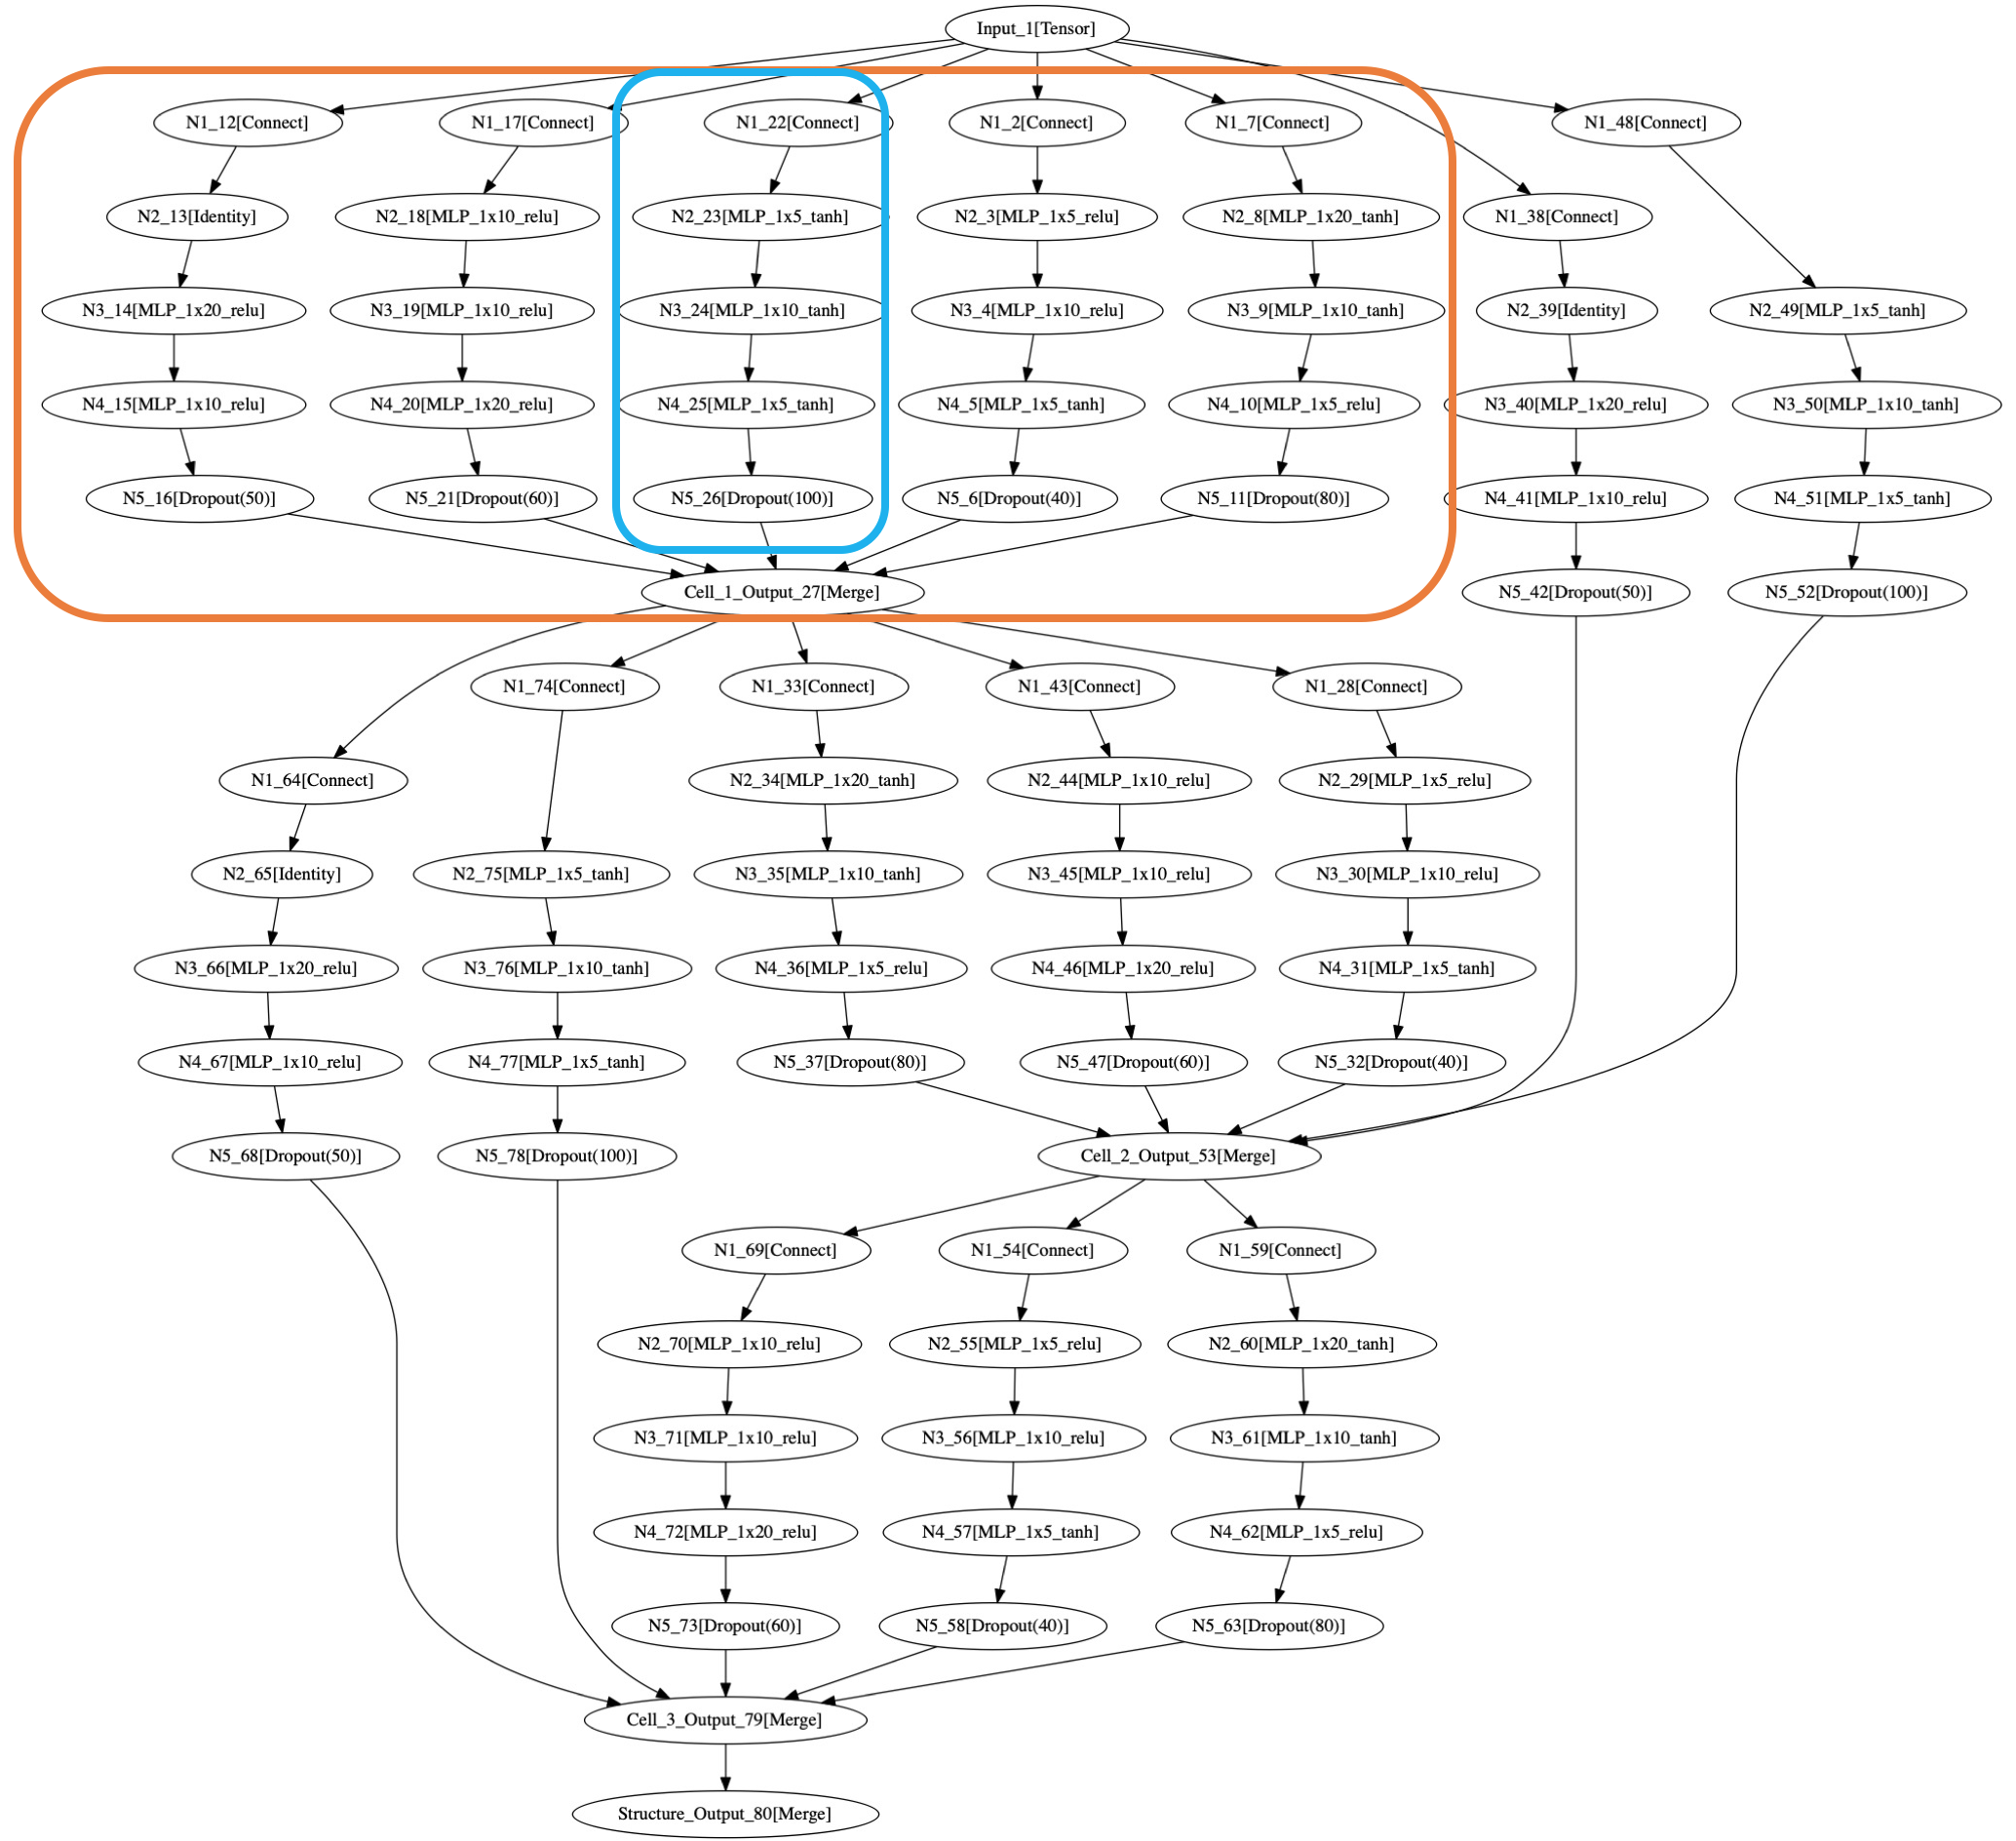 Input_1[Tensor]
N1_12[Connect]
N1_17[Connect]
N1_22[Connect]
N1_2[Connect]
N1_7[Connect]
N1_48[Connect]
N2_13[Identity]
N2_18[MLP_1x10_relu]
N2_23[MLP_1x5_tanh]
N2_3[MLP_1x5_relu]
N2_8[MLP_1x20_tanh]
N1_38[Connect]
N3_14[MLP_1x20_relu]
N3_19[MLP_1x10_relu]
N3_24[MLP_1x10_tanh]
N3_4[MLP_1x10_relu]
N3_9[MLP_1x10_tanh]
N2_39[Identity]
N2_49[MLP_1x5_tanh]
N4_15[MLP_1x10_relu]
N4_20[MLP_1x20_relu]
N4_25[MLP_1x5_tanh]
N4_5[MLP_1x5_tanh]
N4_10[MLP_1x5_relu]
N3_40[MLP_1x20_relu]
N3_50[MLP_1x10_tanh]
N5_16[Dropout(50)]
N5_21[Dropout(60)]
N5_26[Dropout(100)]
N5_6[Dropout(40)]
N5_11[Dropout(80)]
N4_41[MLP_1x10_relu]
N4_51[MLP_1x5_tanh]
Cell_1_Output_27[Merge]
N5_42[Dropout(50)]
N5_52[Dropout(100)]
N1_74[Connect]
N1_33[Connect]
N1_43[Connect]
N1_28[Connect]
N1_64[Connect]
N2_34[MLP_1x20_tanh]
N2_44[MLP_1x10_relu]
N2_29[MLP_1x5_relu]
N2_65[Identity]
N2_75[MLP_1x5_tanh]
N3_35[MLP_1x10_tanh]
N3_45[MLP_1x10_relu]
N3_30[MLP_1x10_relu]
N3_66[MLP_1x20_relu]
N3_76[MLP_1x10_tanh]
N4_36[MLP_1x5_relu]
N4_46[MLP_1x20_relu]
N4_31[MLP_1x5_tanh]
N4_67[MLP_1x10_relu]
N4_77[MLP_1x5_tanh]
N5_37[Dropout(80)]
N5_47[Dropout(60)]
N5_32[Dropout(40)]
N5_68[Dropout(50)]
N5_78[Dropout(100)]
Cell_2_Output_53[Merge]
N1_69[Connect]
N1_54[Connect]
N1_59[Connect]
N2_70[MLP_1x10_relu]
N2_55[MLP_1x5_relu]
N2_60[MLP_1x20_tanh]
N3_71[MLP_1x10_relu]
N3_56[MLP_1x10_relu]
N3_61[MLP_1x10_tanh]
N4_72[MLP_1x20_relu]
N4_57[MLP_1x5_tanh]
N4_62[MLP_1x5_relu]
N5_73[Dropout(60)]
N5_58[Dropout(40)]
N5_63[Dropout(80)]
Cell_3_Output_79[Merge]
Structure_Output_80[Merge]